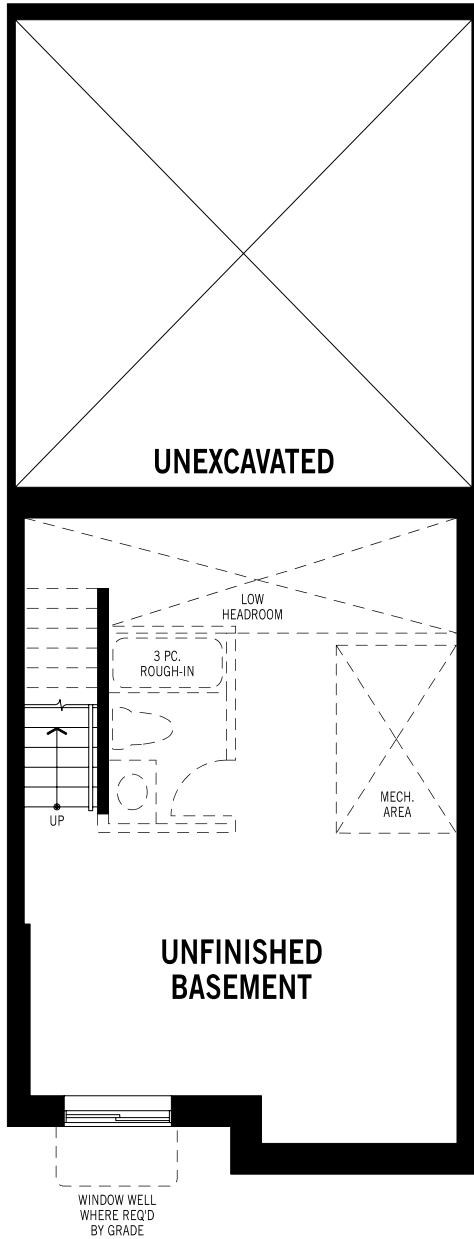 UNEXCAVATED
LOW
HEADROOM
3 PC.
ROUGH-IN
MECH.
AREA
UP
UNFINISHED
BASEMENT
WINDOW WELL
WHERE REQ'D
BY GRADE